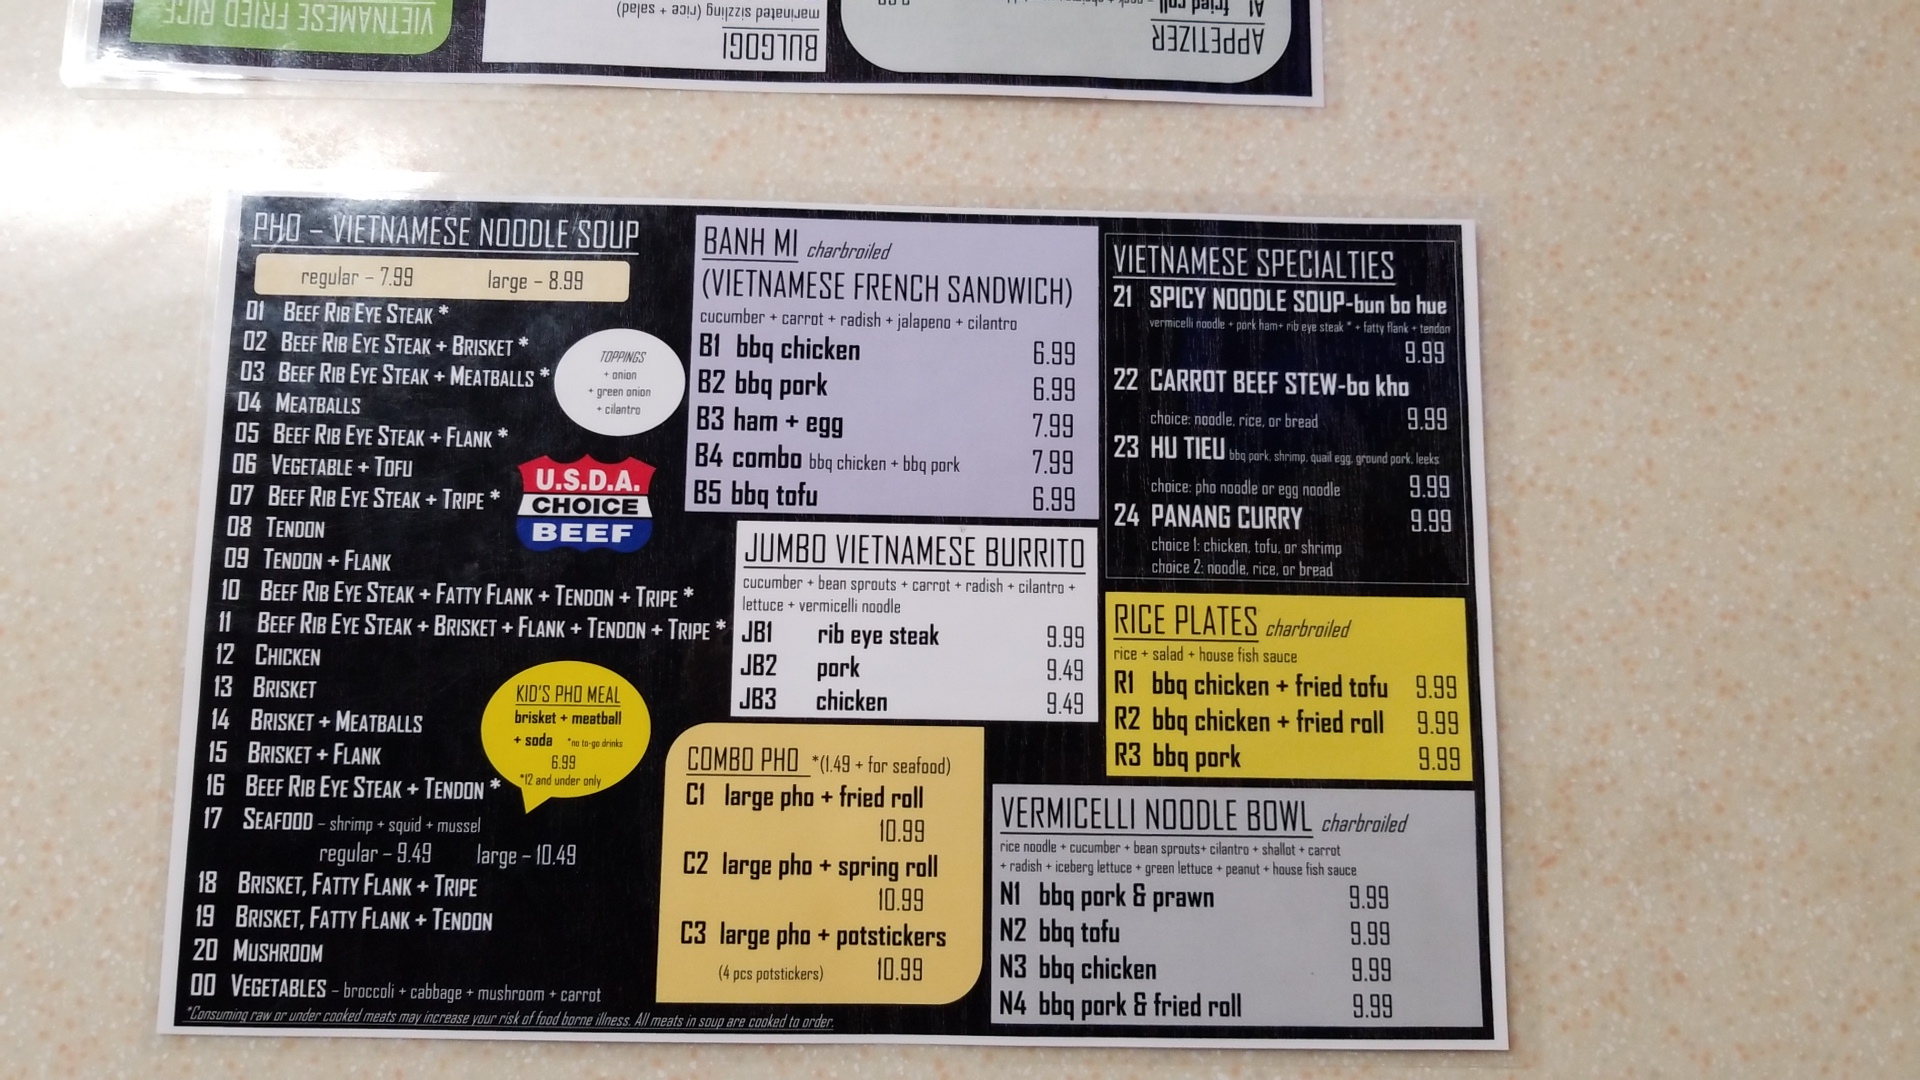 VIETNAMESE FRIED RICE
BULGOGI
marinated sizzling (rice + salad)
APPETIZER
A1 fried roll
PHO – VIETNAMESE NOODLE SOUP
regular – 7.99 large – 8.99
01 BEEF RIB EYE STEAK *
02 BEEF RIB EYE STEAK + BRISKET *
03 BEEF RIB EYE STEAK + MEATBALLS *
04 MEATBALLS
05 BEEF RIB EYE STEAK + FLANK *
06 VEGETABLE + TOFU
07 BEEF RIB EYE STEAK + TRIPE *
08 TENDON
09 TENDON + FLANK
10 BEEF RIB EYE STEAK + FATTY FLANK + TENDON + TRIPE *
11 BEEF RIB EYE STEAK + BRISKET + FLANK + TENDON + TRIPE *
12 CHICKEN
13 BRISKET
14 BRISKET + MEATBALLS
15 BRISKET + FLANK
16 BEEF RIB EYE STEAK + TENDON *
17 SEAFOOD – shrimp + squid + mussel
regular – 9.49 large – 10.49
18 BRISKET, FATTY FLANK + TRIPE
19 BRISKET, FATTY FLANK + TENDON
20 MUSHROOM
00 VEGETABLES – broccoli + cabbage + mushroom + carrot
*Consuming raw or under cooked meats may increase your risk of food borne illness. All meats in soup are cooked to order.
TOPPINGS
+ onion
+ green onion
+ cilantro
U.S.D.A.
CHOICE
BEEF
KID'S PHO MEAL
brisket + meatball
+ soda *no to-go drinks
6.99
*12 and under only
BANH MI charbroiled
(VIETNAMESE FRENCH SANDWICH)
cucumber + carrot + radish + jalapeno + cilantro
B1 bbq chicken 6.99
B2 bbq pork 6.99
B3 ham + egg 7.99
B4 combo bbq chicken + bbq pork 7.99
B5 bbq tofu 6.99
JUMBO VIETNAMESE BURRITO
cucumber + bean sprouts + carrot + radish + cilantro +
lettuce + vermicelli noodle
JB1 rib eye steak 9.99
JB2 pork 9.49
JB3 chicken 9.49
COMBO PHO *(1.49 + for seafood)
C1 large pho + fried roll
10.99
C2 large pho + spring roll
10.99
C3 large pho + potstickers
(4 pcs potstickers) 10.99
VIETNAMESE SPECIALTIES
21 SPICY NOODLE SOUP-bun bo hue
vermicelli noodle + pork ham+ rib eye steak * + fatty flank + tendon
9.99
22 CARROT BEEF STEW-bo kho
choice: noodle, rice, or bread 9.99
23 HU TIEU bbq pork, shrimp, quail egg, ground pork, leeks
choice: pho noodle or egg noodle 9.99
24 PANANG CURRY 9.99
choice 1: chicken, tofu, or shrimp
choice 2: noodle, rice, or bread
RICE PLATES charbroiled
rice + salad + house fish sauce
R1 bbq chicken + fried tofu 9.99
R2 bbq chicken + fried roll 9.99
R3 bbq pork 9.99
VERMICELLI NOODLE BOWL charbroiled
rice noodle + cucumber + bean sprouts+ cilantro + shallot + carrot
+ radish + iceberg lettuce + green lettuce + peanut + house fish sauce
N1 bbq pork & prawn 9.99
N2 bbq tofu 9.99
N3 bbq chicken 9.99
N4 bbq pork & fried roll 9.99